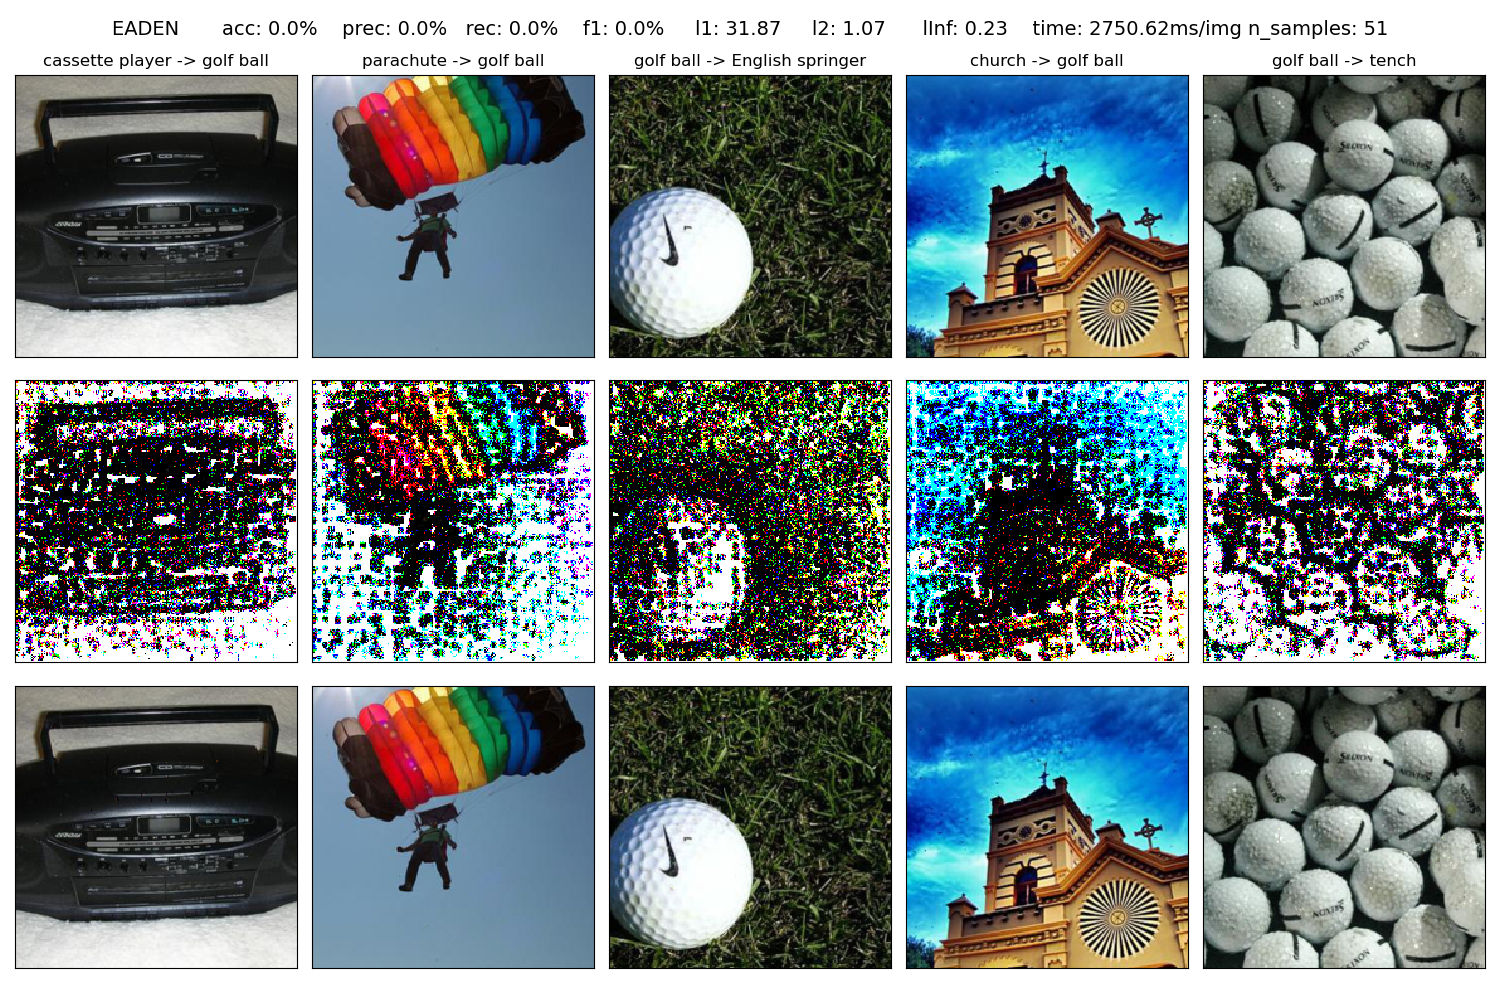 EADEN acc: 0.0% prec: 0.0% rec: 0.0% f1: 0.0% l1: 31.87 l2: 1.07 lInf: 0.23 time: 2750.62ms/img n_samples: 51
cassette player -> golf ball
parachute -> golf ball
golf ball -> English springer
church -> golf ball
golf ball -> tench
SRIXON
SRIXON